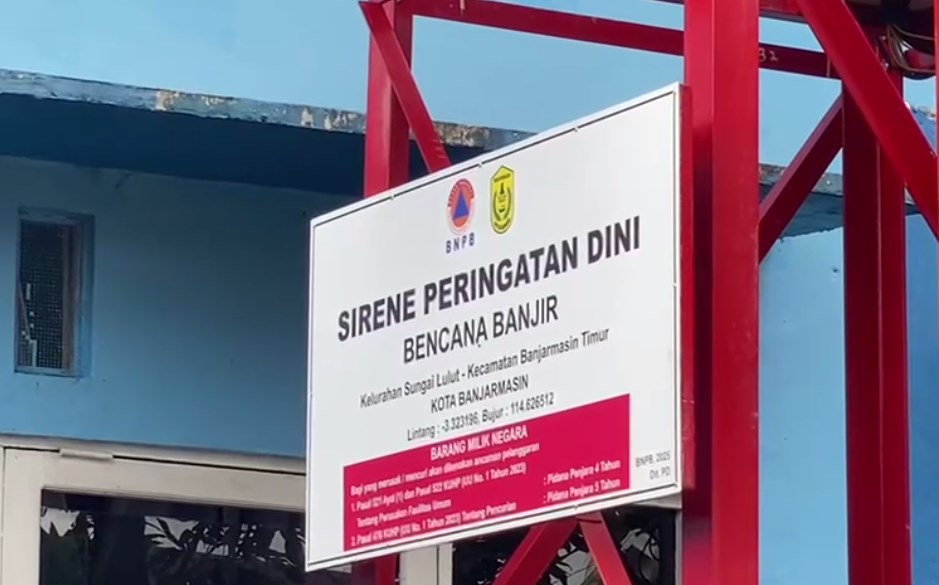 BNPB
SIRENE PERINGATAN DINI
BENCANA BANJIR
Kelurahan Sungai Lulut - Kecamatan Banjarmasin Timur
KOTA BANJARMASIN
Lintang : -3.323196, Bujur : 114.626512
BARANG MILIK NEGARA
Bagi yang merusak / mencuri akan dikenakan ancaman pelanggaran
1. Pasal 521 Ayat (1) dan Pasal 522 KUHP (UU No. 1 Tahun 2023)
Tentang Perusakan Fasilitas Umum : Pidana Penjara 4 Tahun
2. Pasal 476 KUHP (UU No. 1 Tahun 2023) Tentang Pencurian : Pidana Penjara 5 Tahun
BNPB, 2025
Dit. PD